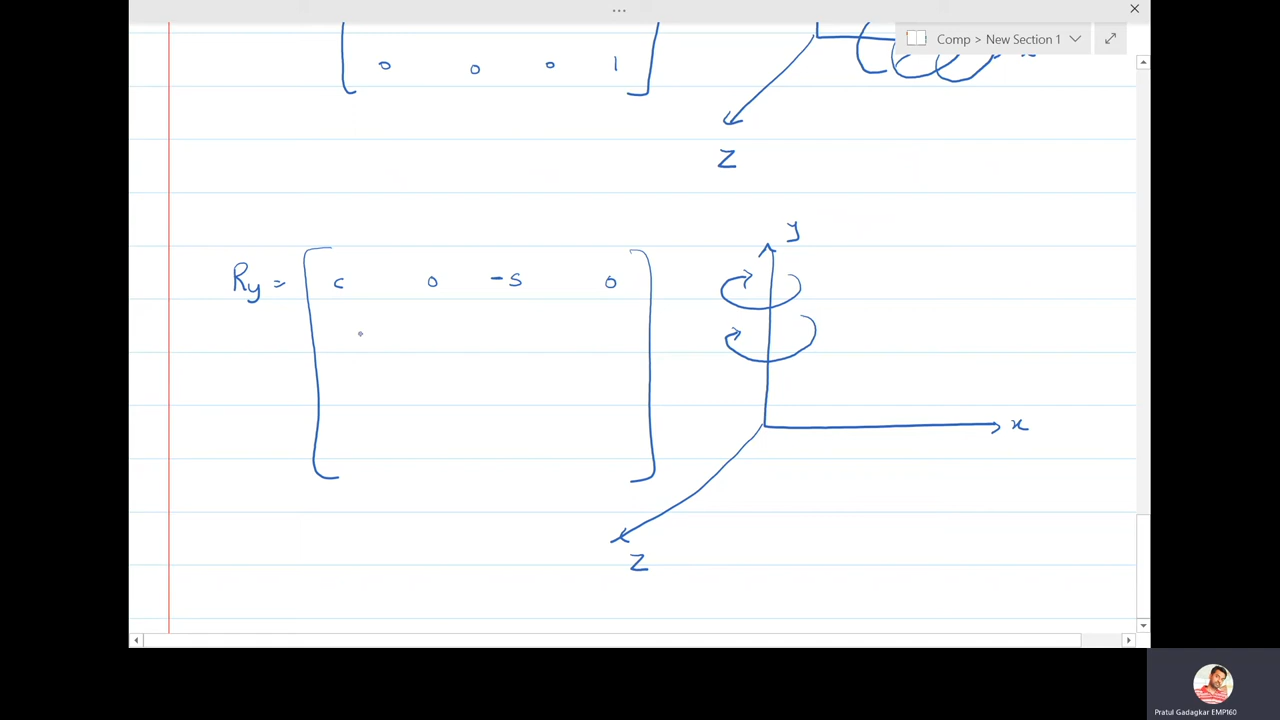 Comp > New Section 1
x
0 0 0 1
Z
y
Ry = c 0 -s 0
x
Z
Pratul Gadagkar EMP160